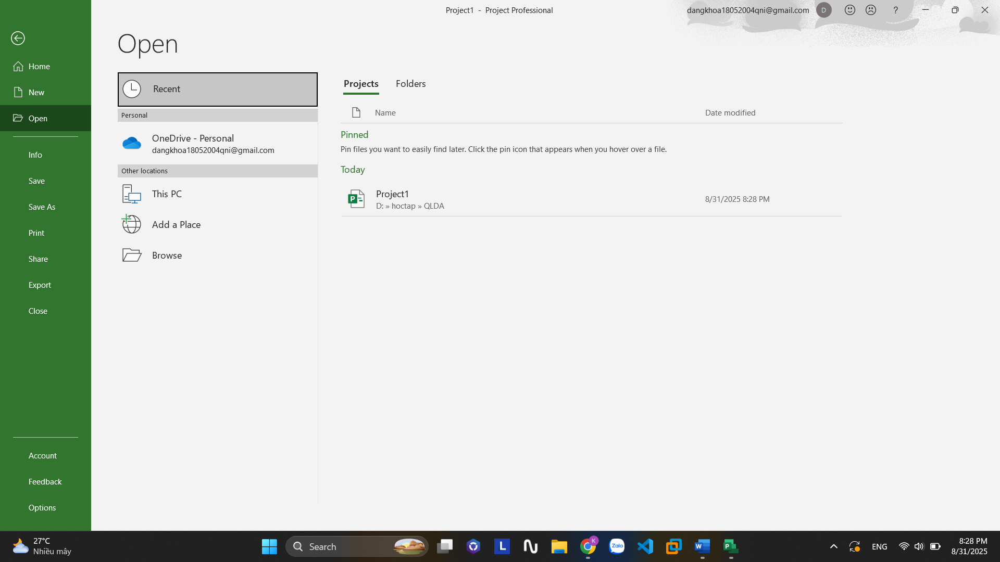 Project1 - Project Professional
dangkhoa18052004qni@gmail.com
D
?
Open
Home
New
Open
Info
Save
Save As
Print
Share
Export
Close
Account
Feedback
Options
Recent
Personal
OneDrive - Personal
dangkhoa18052004qni@gmail.com
Other locations
This PC
Add a Place
Browse
Projects
Folders
Name
Date modified
Pinned
Pin files you want to easily find later. Click the pin icon that appears when you hover over a file.
Today
P
Project1
D: » hoctap » QLDA
8/31/2025 8:28 PM
27°C
Nhiều mây
Search
L
K
Zalo
W
P
ENG
8:28 PM
8/31/2025